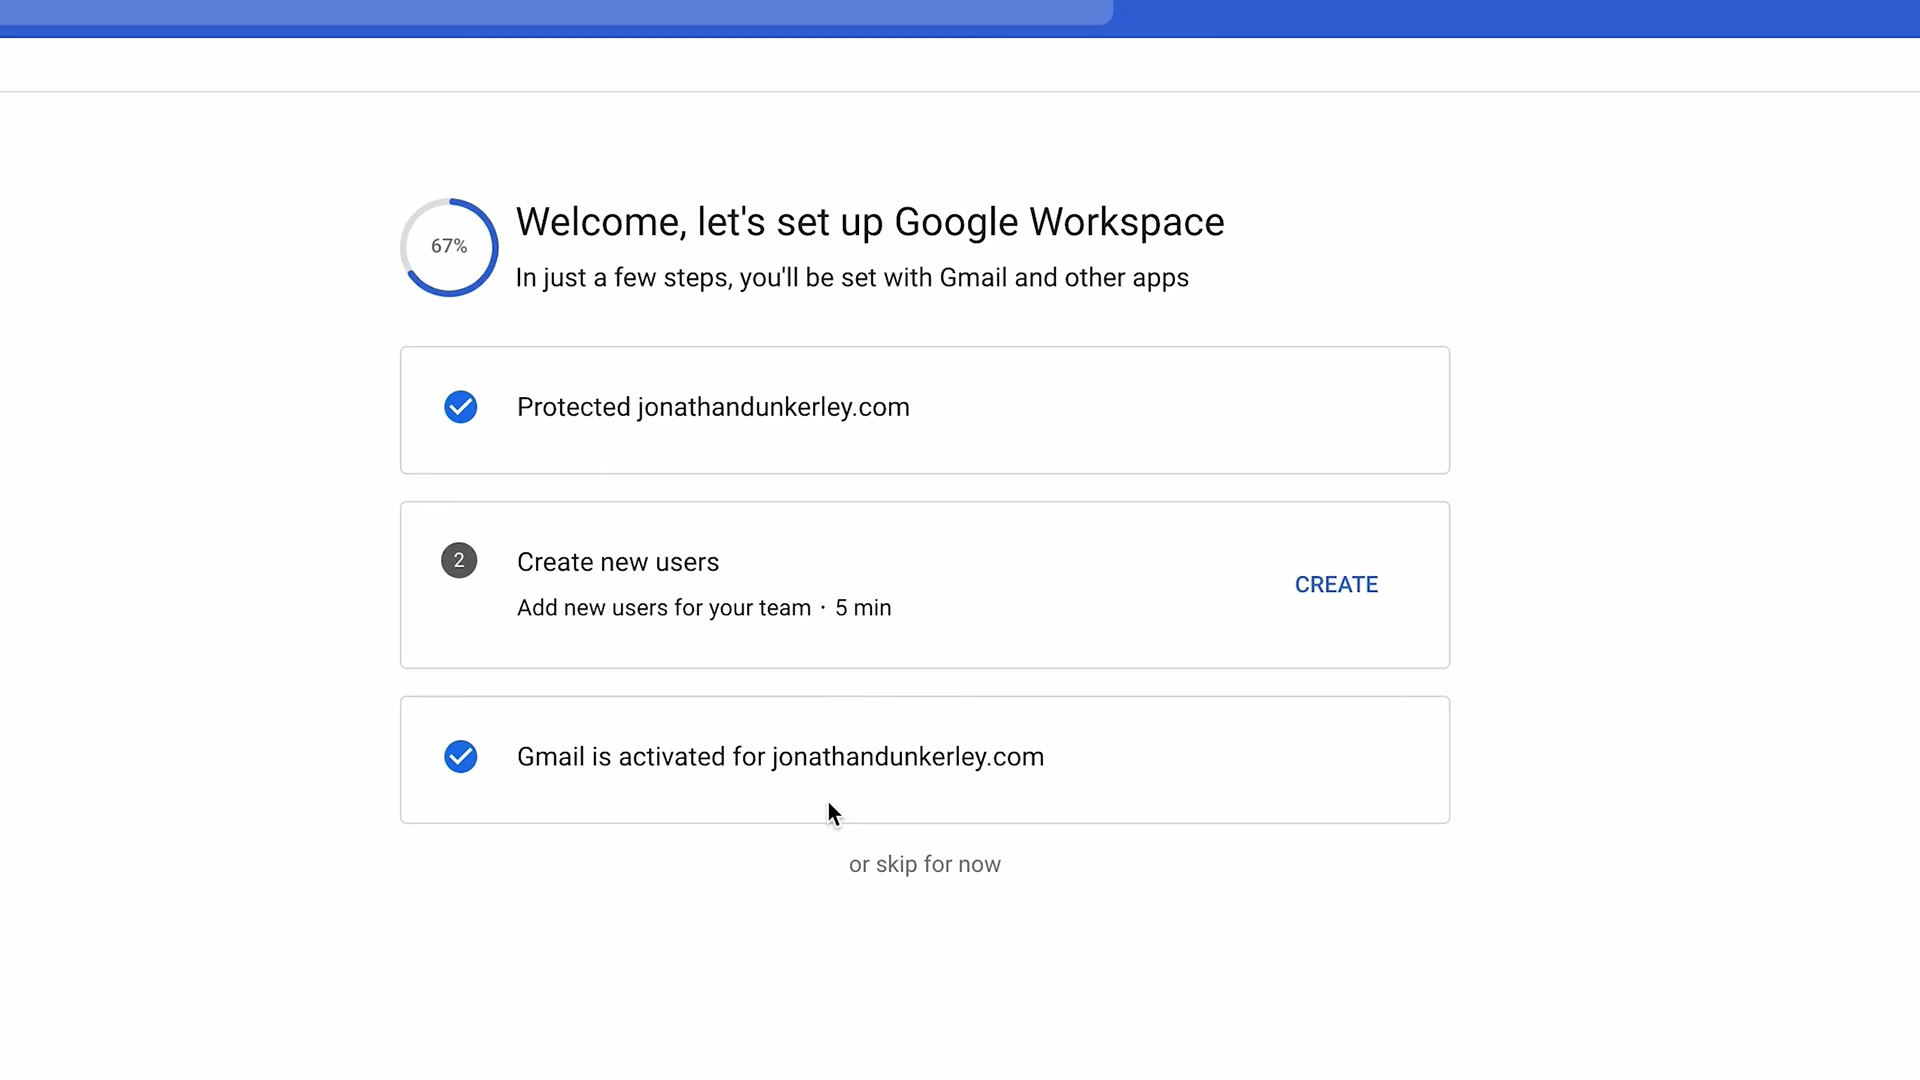 67%
Welcome, let's set up Google Workspace
In just a few steps, you'll be set with Gmail and other apps
Protected jonathandunkerley.com
2
Create new users
Add new users for your team · 5 min
CREATE
Gmail is activated for jonathandunkerley.com
or skip for now